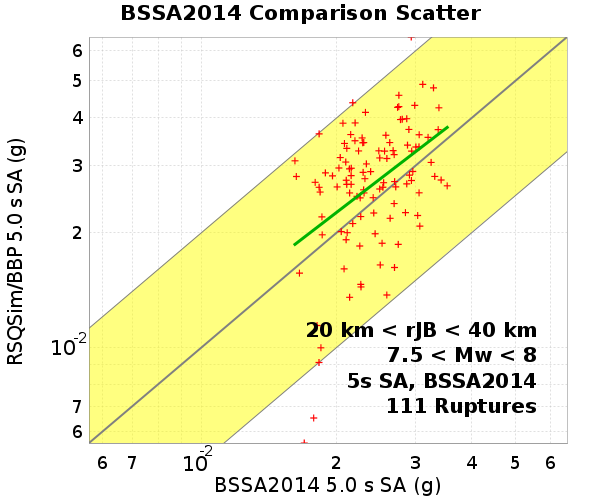 BSSA2014 Comparison Scatter
RSQSim/BBP 5.0 s SA (g)
6
5
4
3
2
10-2
7
6
20 km < rJB < 40 km
7.5 < Mw < 8
5s SA, BSSA2014
111 Ruptures
6 7 10-2 2 3 4 5 6
BSSA2014 5.0 s SA (g)